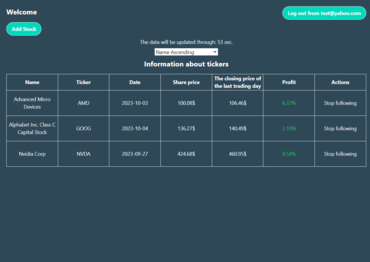 Welcome
Log out from test@yahoo.com
Add Stock
The data will be updated through: 53 sec.
Name Ascending
Information about tickers
Name Ticker Date Share price The closing price of the last trading day Profit Actions
Advanced Micro Devices AMD 2023-10-03 100.08$ 106.46$ 6.37% Stop following
Alphabet Inc. Class C Capital Stock GOOG 2023-10-04 136.27$ 140.49$ 3.10% Stop following
Nvidia Corp NVDA 2023-09-27 424.68$ 460.95$ 8.54% Stop following